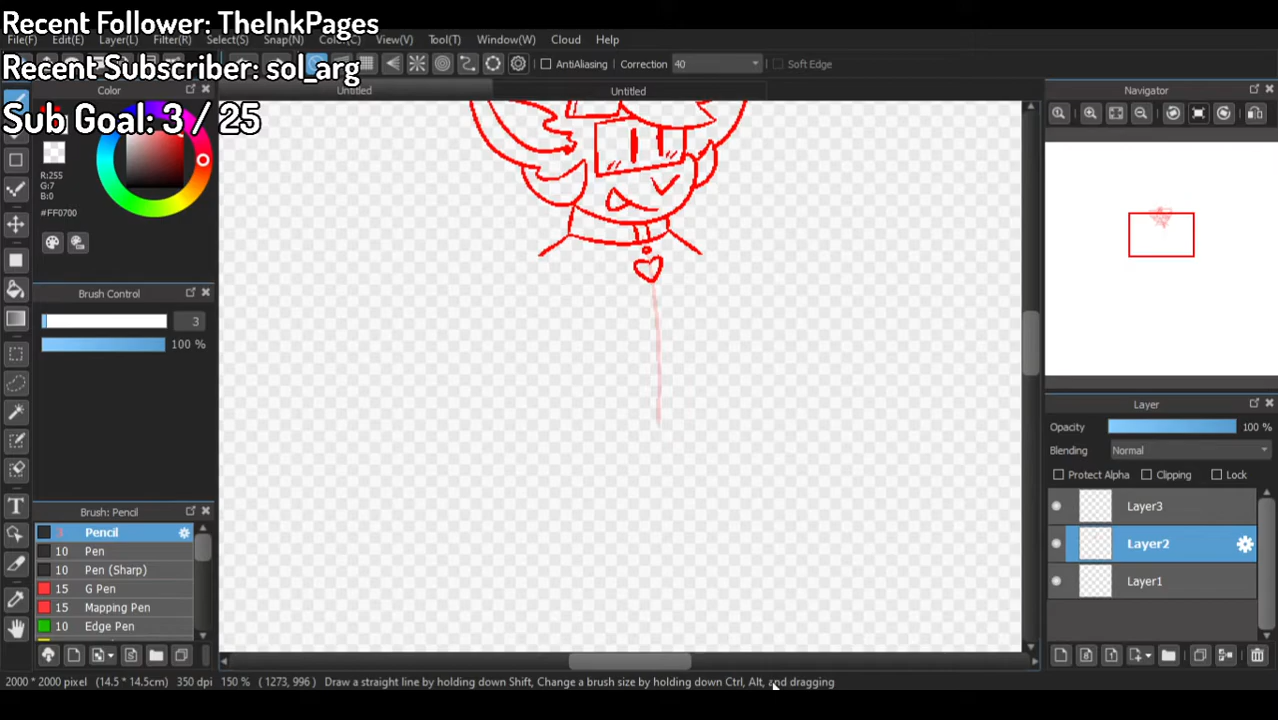 Recent Follower: TheInkPages
File(F) Edit(E) Layer(L) Filter(R) Select(S) Snap(N) Color(C) View(V) Tool(T) Window(W) Cloud Help
Recent Subscriber: sol_arg
AntiAliasing Correction 40 Soft Edge
Color Untitled Untitled Navigator
Sub Goal: 3 / 25
R:255
G:7
B:0
#FF0700
Brush Control
3
100 %
Layer
Opacity 100 %
Blending Normal
Protect Alpha Clipping Lock
Layer3
Layer2
Layer1
Brush: Pencil
3 Pencil
10 Pen
10 Pen (Sharp)
15 G Pen
15 Mapping Pen
10 Edge Pen
2000 * 2000 pixel (14.5 * 14.5cm) 350 dpi 150 % ( 1273, 996 ) Draw a straight line by holding down Shift, Change a brush size by holding down Ctrl, Alt, and dragging